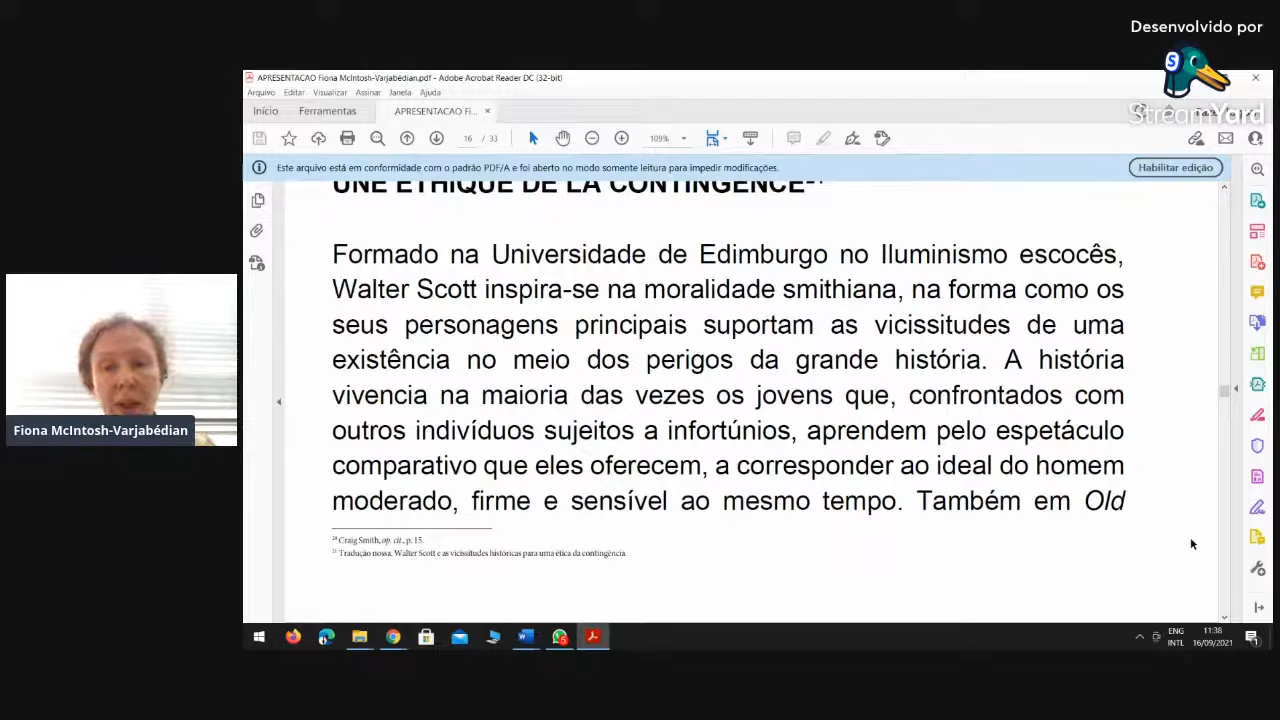 Desenvolvido por
S
StreamYard
APRESENTACAO Fiona McIntosh-Varjabédian.pdf - Adobe Acrobat Reader DC (32-bit)
Arquivo Editar Visualizar Assinar Janela Ajuda
Início Ferramentas APRESENTACAO Fi... ×
16 / 33 109%
Este arquivo está em conformidade com o padrão PDF/A e foi aberto no modo somente leitura para impedir modificações. Habilitar edição
UNE ETHIQUE DE LA CONTINGENCE
Formado na Universidade de Edimburgo no Iluminismo escocês,
Walter Scott inspira-se na moralidade smithiana, na forma como os
seus personagens principais suportam as vicissitudes de uma
existência no meio dos perigos da grande história. A história
vivencia na maioria das vezes os jovens que, confrontados com
outros indivíduos sujeitos a infortúnios, aprendem pelo espetáculo
comparativo que eles oferecem, a corresponder ao ideal do homem
moderado, firme e sensível ao mesmo tempo. Também em Old
Craig Smith, op. cit., p. 15.
21 Tradução nossa. Walter Scott e as vicissitudes históricas para uma ética da contingência.
Fiona McIntosh-Varjabédian
ENG 11:38
INTL 16/09/2021